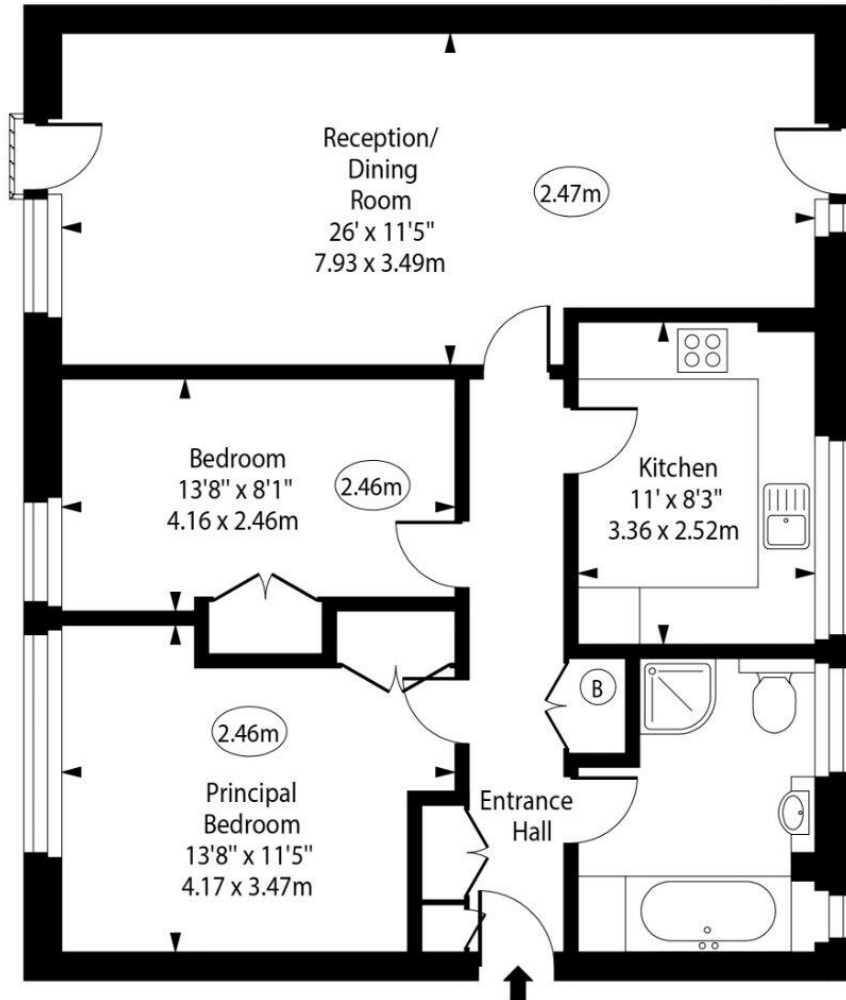 Reception/
Dining
Room
26' x 11'5"
7.93 x 3.49m
2.47m
Bedroom
13'8" x 8'1"
4.16 x 2.46m
2.46m
Kitchen
11' x 8'3"
3.36 x 2.52m
B
2.46m
Principal
Bedroom
13'8" x 11'5"
4.17 x 3.47m
Entrance
Hall